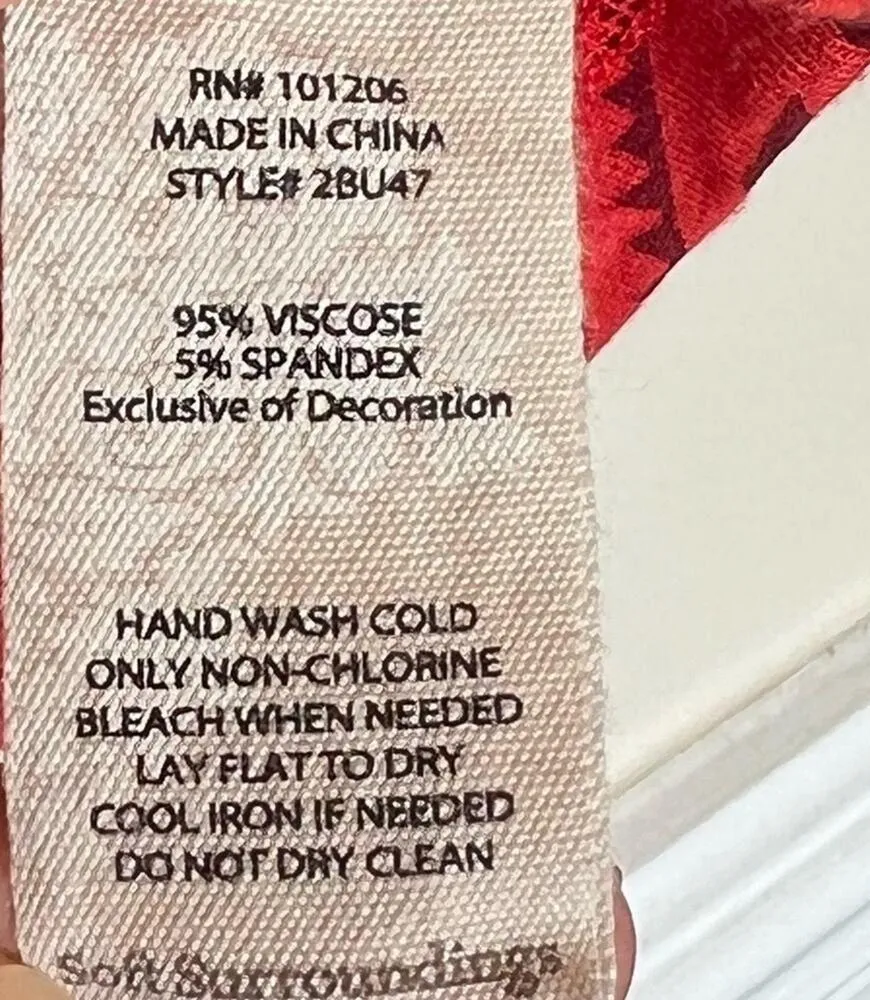 RN# 101206
MADE IN CHINA
STYLE# 2BU47
95% VISCOSE
5% SPANDEX
Exclusive of Decoration
HAND WASH COLD
ONLY NON-CHLORINE
BLEACH WHEN NEEDED
LAY FLAT TO DRY
COOL IRON IF NEEDED
DO NOT DRY CLEAN
Soft Surroundings